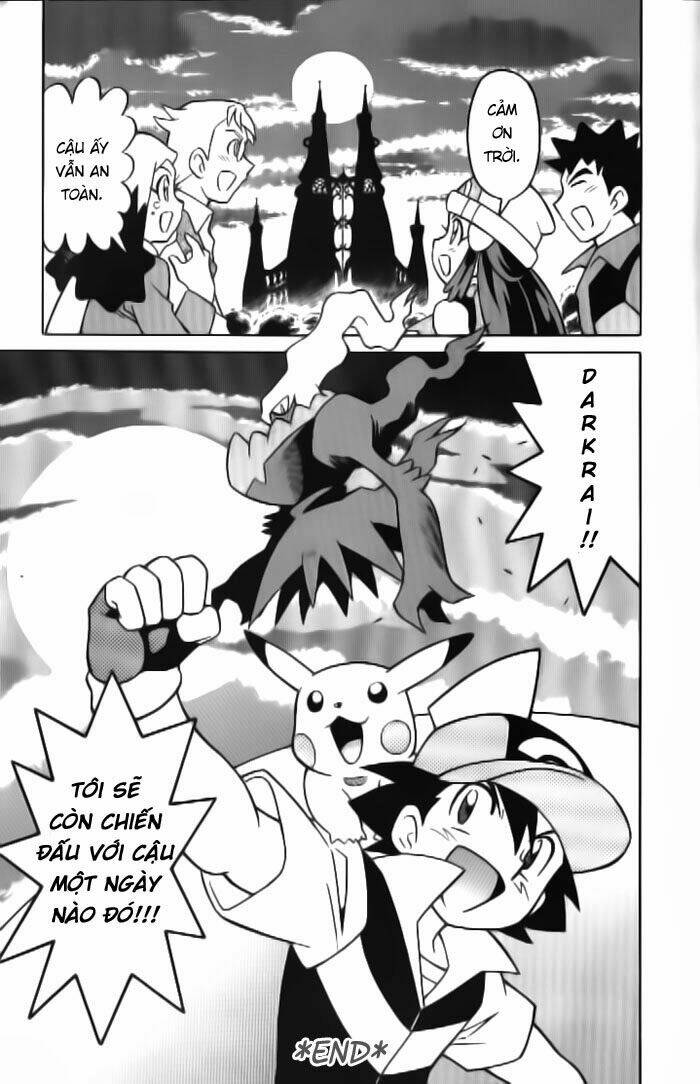 CẢM
ƠN
TRỜI.
CẬU ẤY
VẪN AN
TOÀN.
DARKRAI!!
TÔI SẼ
CÒN CHIẾN
ĐẤU VỚI CẬU
MỘT NGÀY
NÀO ĐÓ!!!
*END*